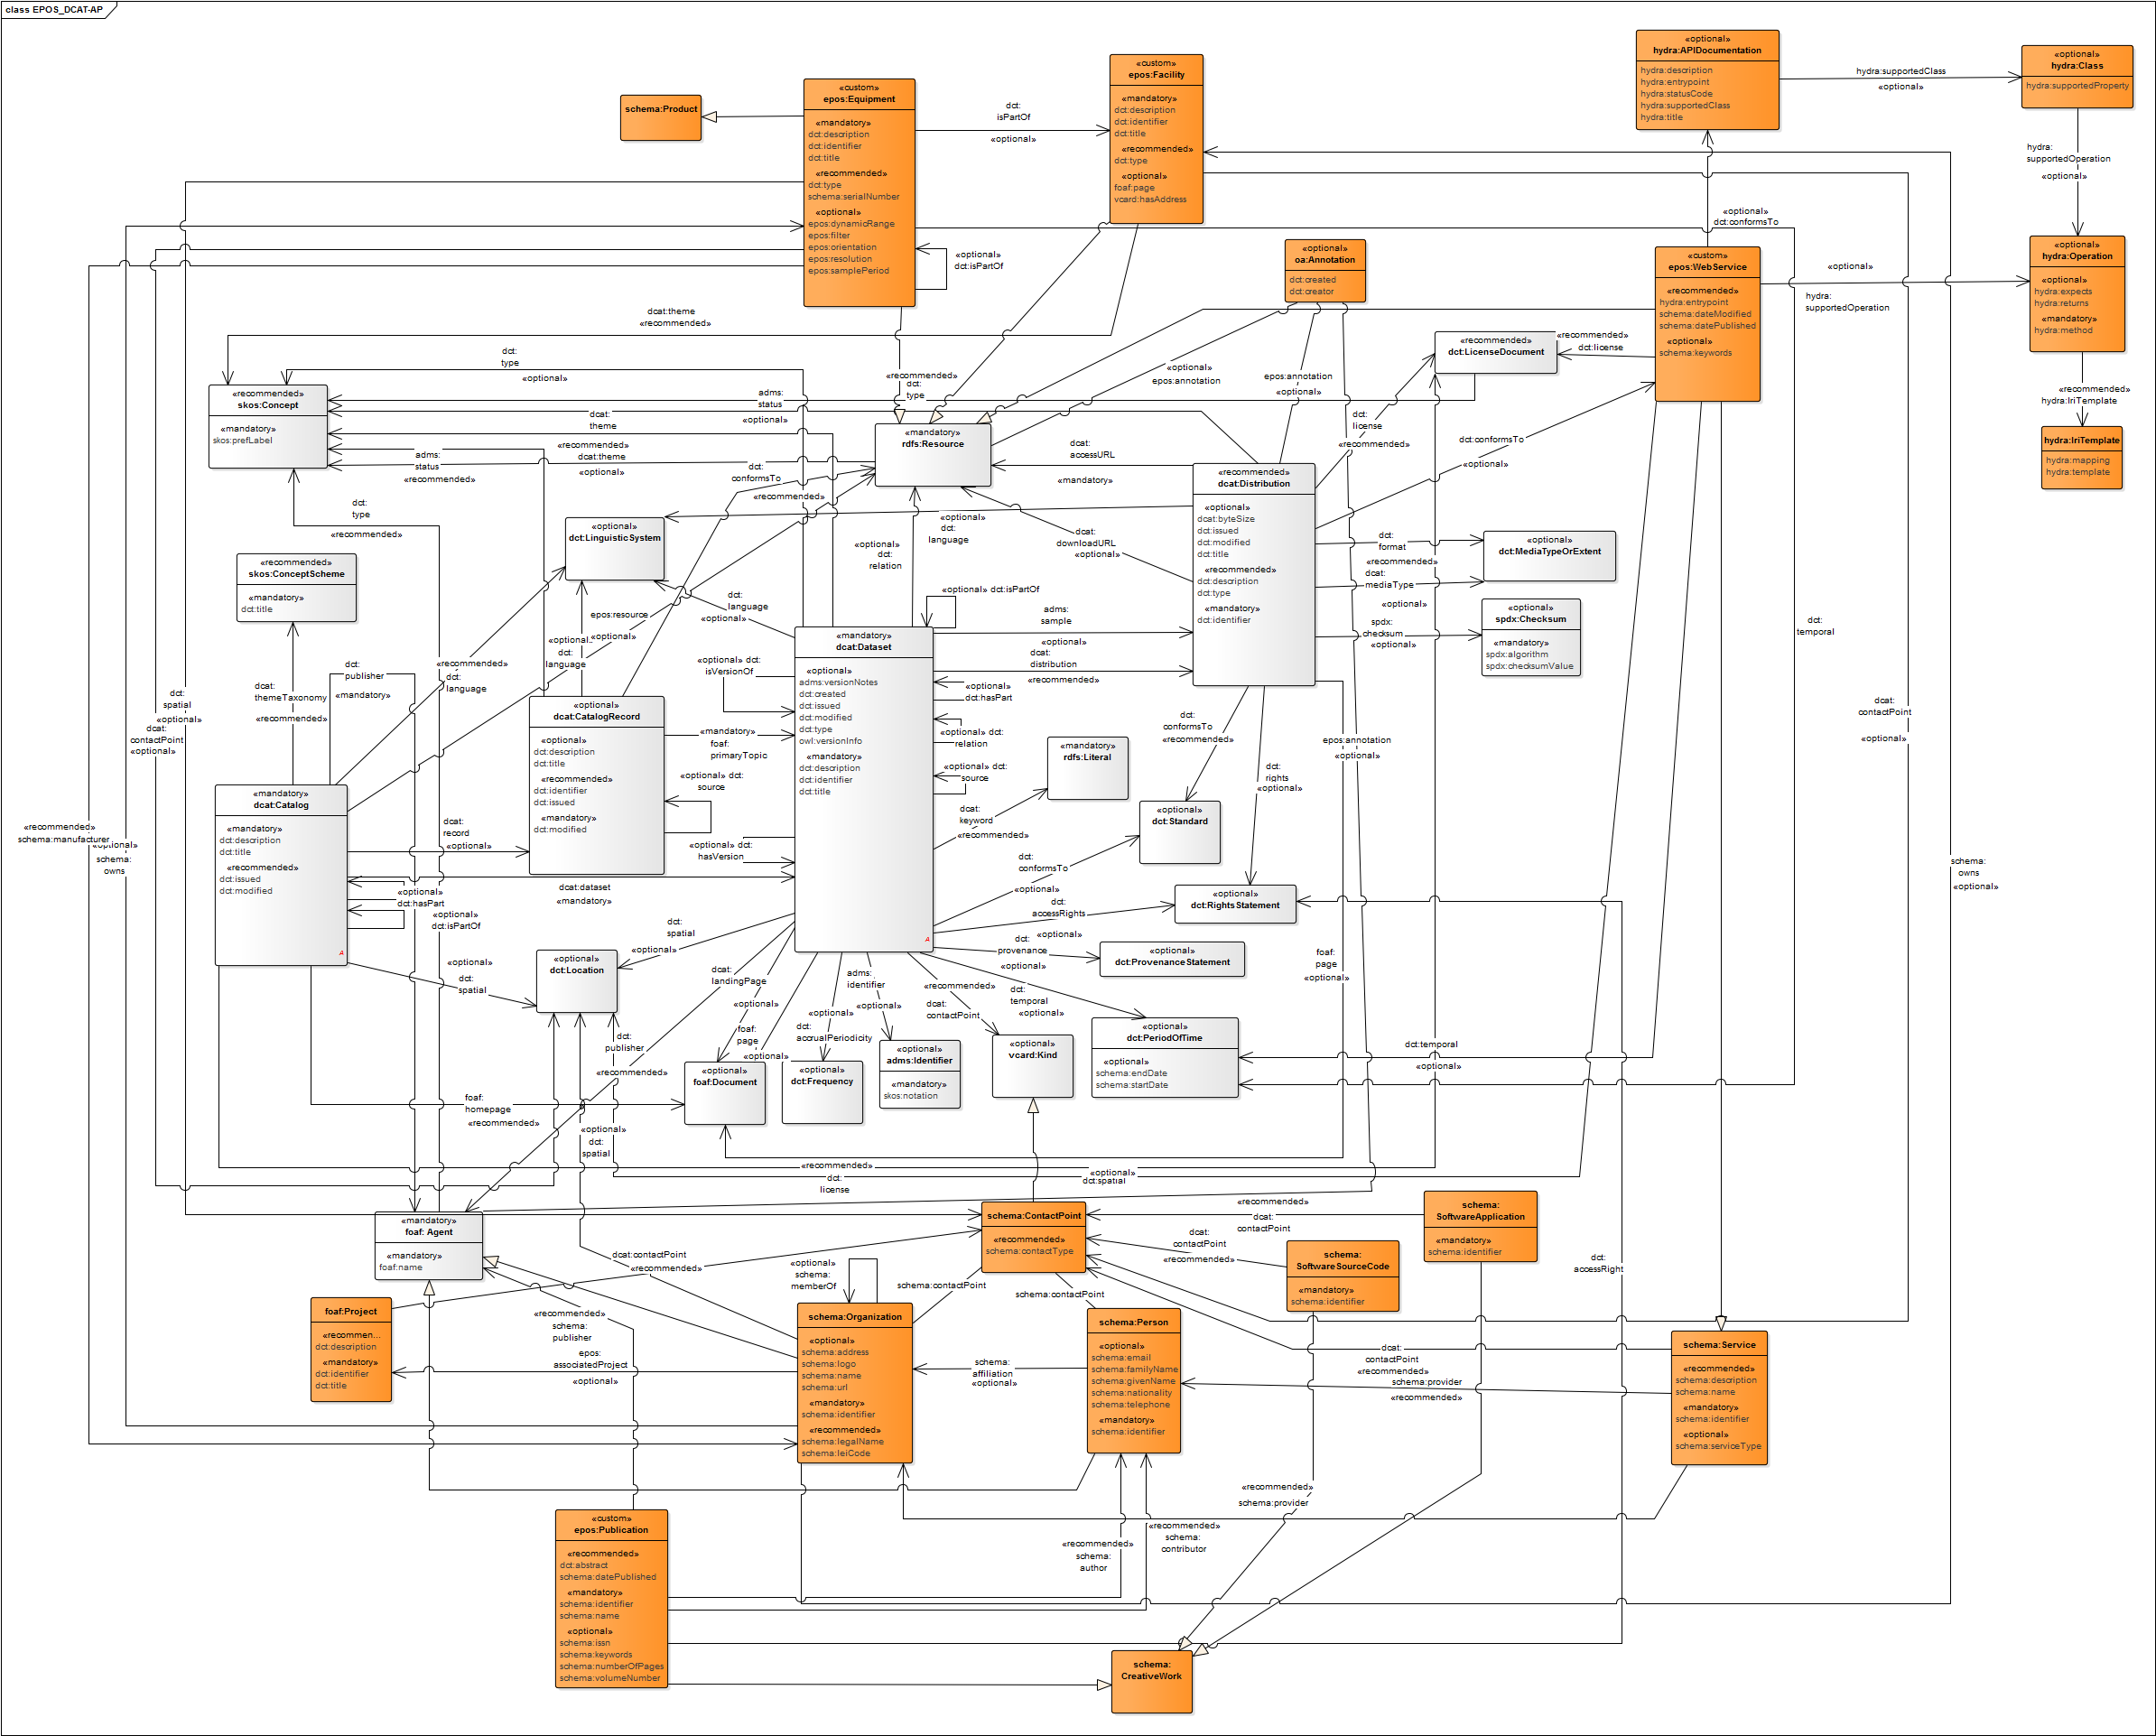 class EPOS_DCAT-AP
schema:Product
«custom»
epos:Equipment
«mandatory»
dct:description
dct:identifier
dct:title
«recommended»
dct:type
schema:serialNumber
«optional»
epos:dynamicRange
epos:filter
epos:orientation
epos:resolution
epos:samplePeriod
dct:
isPartOf
«optional»
«optional»
dct:isPartOf
«custom»
epos:Facility
«mandatory»
dct:description
dct:identifier
dct:title
«recommended»
dct:type
«optional»
foaf:page
vcard:hasAddress
«optional»
hydra:APIDocumentation
hydra:description
hydra:entrypoint
hydra:statusCode
hydra:supportedClass
hydra:title
hydra:supportedClass
«optional»
«optional»
hydra:Class
hydra:supportedProperty
hydra:
supportedOperation
«optional»
«optional»
dct:conformsTo
«optional»
oa:Annotation
dct:created
dct:creator
«custom»
epos:WebService
«recommended»
hydra:entrypoint
schema:dateModified
schema:datePublished
«optional»
schema:keywords
«optional»
hydra:
supportedOperation
«optional»
hydra:Operation
«optional»
hydra:expects
hydra:returns
«mandatory»
hydra:method
«recommended»
hydra:IriTemplate
hydra:IriTemplate
hydra:mapping
hydra:template
dcat:theme
«recommended»
dct:
type
«optional»
«recommended»
skos:Concept
«mandatory»
skos:prefLabel
adms:
status
«optional»
dcat:
theme
«recommended»
dcat:theme
«optional»
adms:
status
«recommended»
«recommended»
dct:
type
«mandatory»
rdfs:Resource
«optional»
epos:annotation
epos:annotation
«optional»
«recommended»
dct:LicenseDocument
«recommended»
dct:license
dct:
license
«recommended»
dct:conformsTo
«optional»
dcat:
accessURL
«mandatory»
dct:
conformsTo
«recommended»
dct:
type
«recommended»
«recommended»
skos:ConceptScheme
«mandatory»
dct:title
«optional»
dct:LinguisticSystem
«optional»
dct:
language
«optional»
dct:
relation
dcat:
downloadURL
«optional»
«recommended»
dcat:Distribution
«optional»
dcat:byteSize
dct:issued
dct:modified
dct:title
«recommended»
dct:description
dct:type
«mandatory»
dct:identifier
dct:
format
«recommended»
dcat:
mediaType
«optional»
«optional»
dct:MediaTypeOrExtent
spdx:
checksum
«optional»
«optional»
spdx:Checksum
«mandatory»
spdx:algorithm
spdx:checksumValue
epos:resource
«optional»
«optional»
dct:
language
dct:
language
«optional»
«optional» dct:isPartOf
adms:
sample
«optional»
dcat:
distribution
«recommended»
«mandatory»
dcat:Dataset
«optional»
adms:versionNotes
dct:created
dct:issued
dct:modified
dct:type
owl:versionInfo
«mandatory»
dct:description
dct:identifier
dct:title
A
«optional» dct:
isVersionOf
«optional»
dct:hasPart
«optional» dct:
relation
«optional» dct:
source
«mandatory»
foaf:
primaryTopic
«optional» dct:
source
«optional» dct:
hasVersion
«recommended»
dct:
language
dct:
publisher
«mandatory»
dcat:
themeTaxonomy
«recommended»
dct:
spatial
«optional»
dcat:
contactPoint
«optional»
«optional»
dcat:CatalogRecord
«optional»
dct:description
dct:title
«recommended»
dct:identifier
dct:issued
«mandatory»
dct:modified
«mandatory»
dcat:Catalog
«mandatory»
dct:description
dct:title
«recommended»
dct:issued
dct:modified
A
dcat:
record
«optional»
dcat:dataset
«mandatory»
«optional»
dct:hasPart
«optional»
dct:isPartOf
«optional»
dct:
spatial
«recommended»
schema:manufacturer
«optional»
schema:
owns
dct:
conformsTo
«recommended»
dct:
rights
«optional»
epos:annotation
«optional»
«mandatory»
rdfs:Literal
dcat:
keyword
«recommended»
«optional»
dct:Standard
dct:
conformsTo
«optional»
«optional»
dct:RightsStatement
dct:
accessRights
«optional»
dct:
provenance
«optional»
«optional»
dct:ProvenanceStatement
dct:
temporal
dcat:
contactPoint
«optional»
schema:
owns
«optional»
foaf:
page
«optional»
dct:
spatial
«optional»
«optional»
dct:Location
dcat:
landingPage
«optional»
foaf:
page
«optional»
adms:
identifier
«optional»
«optional»
dct:
accrualPeriodicity
«recommended»
dcat:
contactPoint
dct:
temporal
«optional»
«optional»
dct:PeriodOfTime
«optional»
schema:endDate
schema:startDate
«optional»
vcard:Kind
«optional»
adms:Identifier
«mandatory»
skos:notation
«optional»
dct:Frequency
«optional»
foaf:Document
dct:
publisher
«recommended»
foaf:
homepage
«recommended»
«optional»
dct:
spatial
dct:temporal
«optional»
«recommended»
dct:
license
«optional»
dct:spatial
«mandatory»
foaf: Agent
«mandatory»
foaf:name
schema:ContactPoint
«recommended»
schema:contactType
«recommended»
dcat:
contactPoint
schema:
SoftwareApplication
«mandatory»
schema:identifier
dcat:
contactPoint
«recommended»
schema:
SoftwareSourceCode
«mandatory»
schema:identifier
dct:
accessRight
dcat:contactPoint
«recommended»
«optional»
schema:
memberOf
schema:contactPoint
schema:contactPoint
foaf:Project
«recommen...
dct:description
«mandatory»
dct:identifier
dct:title
«recommended»
schema:
publisher
epos:
associatedProject
«optional»
schema:Organization
«optional»
schema:address
schema:logo
schema:name
schema:url
«mandatory»
schema:identifier
«recommended»
schema:legalName
schema:leiCode
schema:
affiliation
«optional»
schema:Person
«optional»
schema:email
schema:familyName
schema:givenName
schema:nationality
schema:telephone
«mandatory»
schema:identifier
dcat:
contactPoint
«recommended»
schema:provider
«recommended»
schema:Service
«recommended»
schema:description
schema:name
«mandatory»
schema:identifier
«optional»
schema:serviceType
«recommended»
schema:provider
«recommended»
schema:
contributor
«recommended»
schema:
author
«custom»
epos:Publication
«recommended»
dct:abstract
schema:datePublished
«mandatory»
schema:identifier
schema:name
«optional»
schema:issn
schema:keywords
schema:numberOfPages
schema:volumeNumber
schema:
CreativeWork